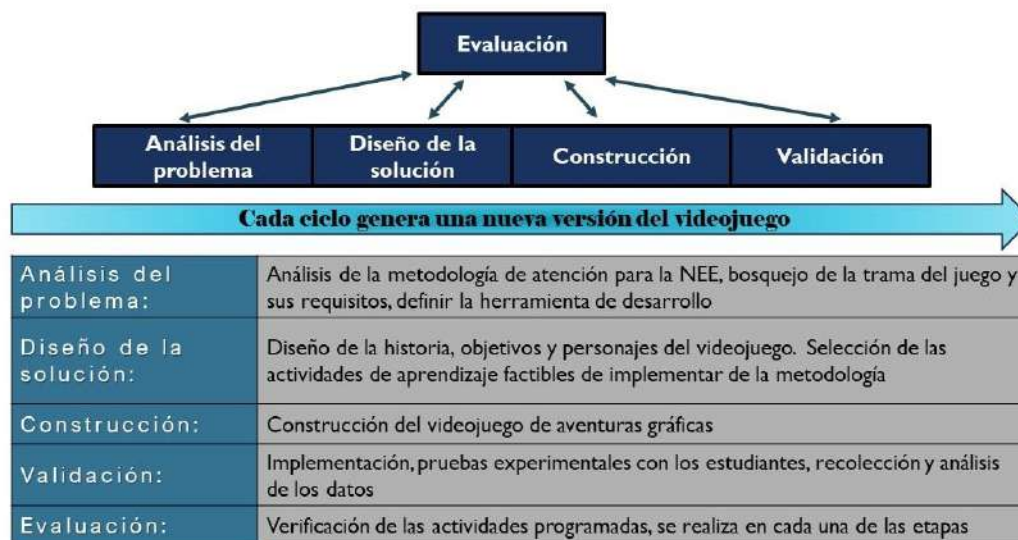 Evaluación
Análisis del
problema
Diseño de la
solución
Construcción
Validación
Cada ciclo genera una nueva versión del videojuego
Análisis del
problema:
Análisis de la metodología de atención para la NEE, bosquejo de la trama del juego y
sus requisitos, definir la herramienta de desarrollo
Diseño de la
solución:
Diseño de la historia, objetivos y personajes del videojuego. Selección de las
actividades de aprendizaje factibles de implementar de la metodología
Construcción:
Construcción del videojuego de aventuras gráficas
Validación:
Implementación, pruebas experimentales con los estudiantes, recolección y análisis
de los datos
Evaluación:
Verificación de las actividades programadas, se realiza en cada una de las etapas